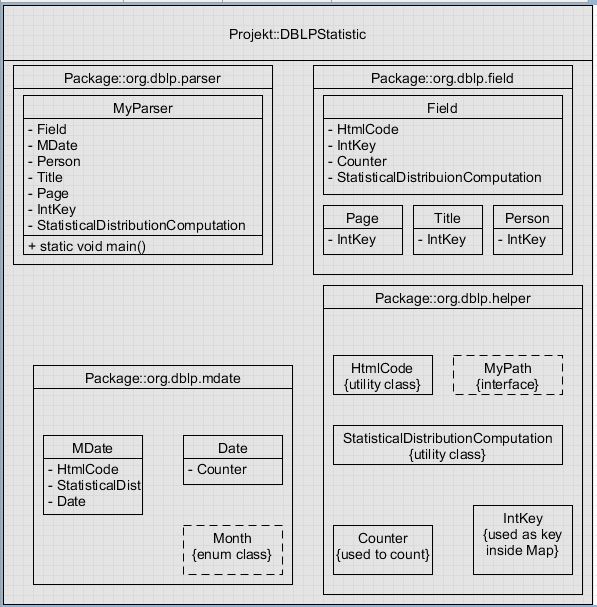 Projekt::DBLPStatistic
Package::org.dblp.parser
MyParser
- Field
- MDate
- Person
- Title
- Page
- IntKey
- StatisticalDistributionComputation
+ static void main()
Package::org.dblp.field
Field
- HtmlCode
- IntKey
- Counter
- StatisticalDistribuionComputation
Page
- IntKey
Title
- IntKey
Person
- IntKey
Package::org.dblp.mdate
MDate
- HtmlCode
- StatisticalDist
- Date
Date
- Counter
Month
{enum class}
Package::org.dblp.helper
HtmlCode
{utility class}
MyPath
{interface}
StatisticalDistributionComputation
{utility class}
Counter
{used to count}
IntKey
{used as key
inside Map}